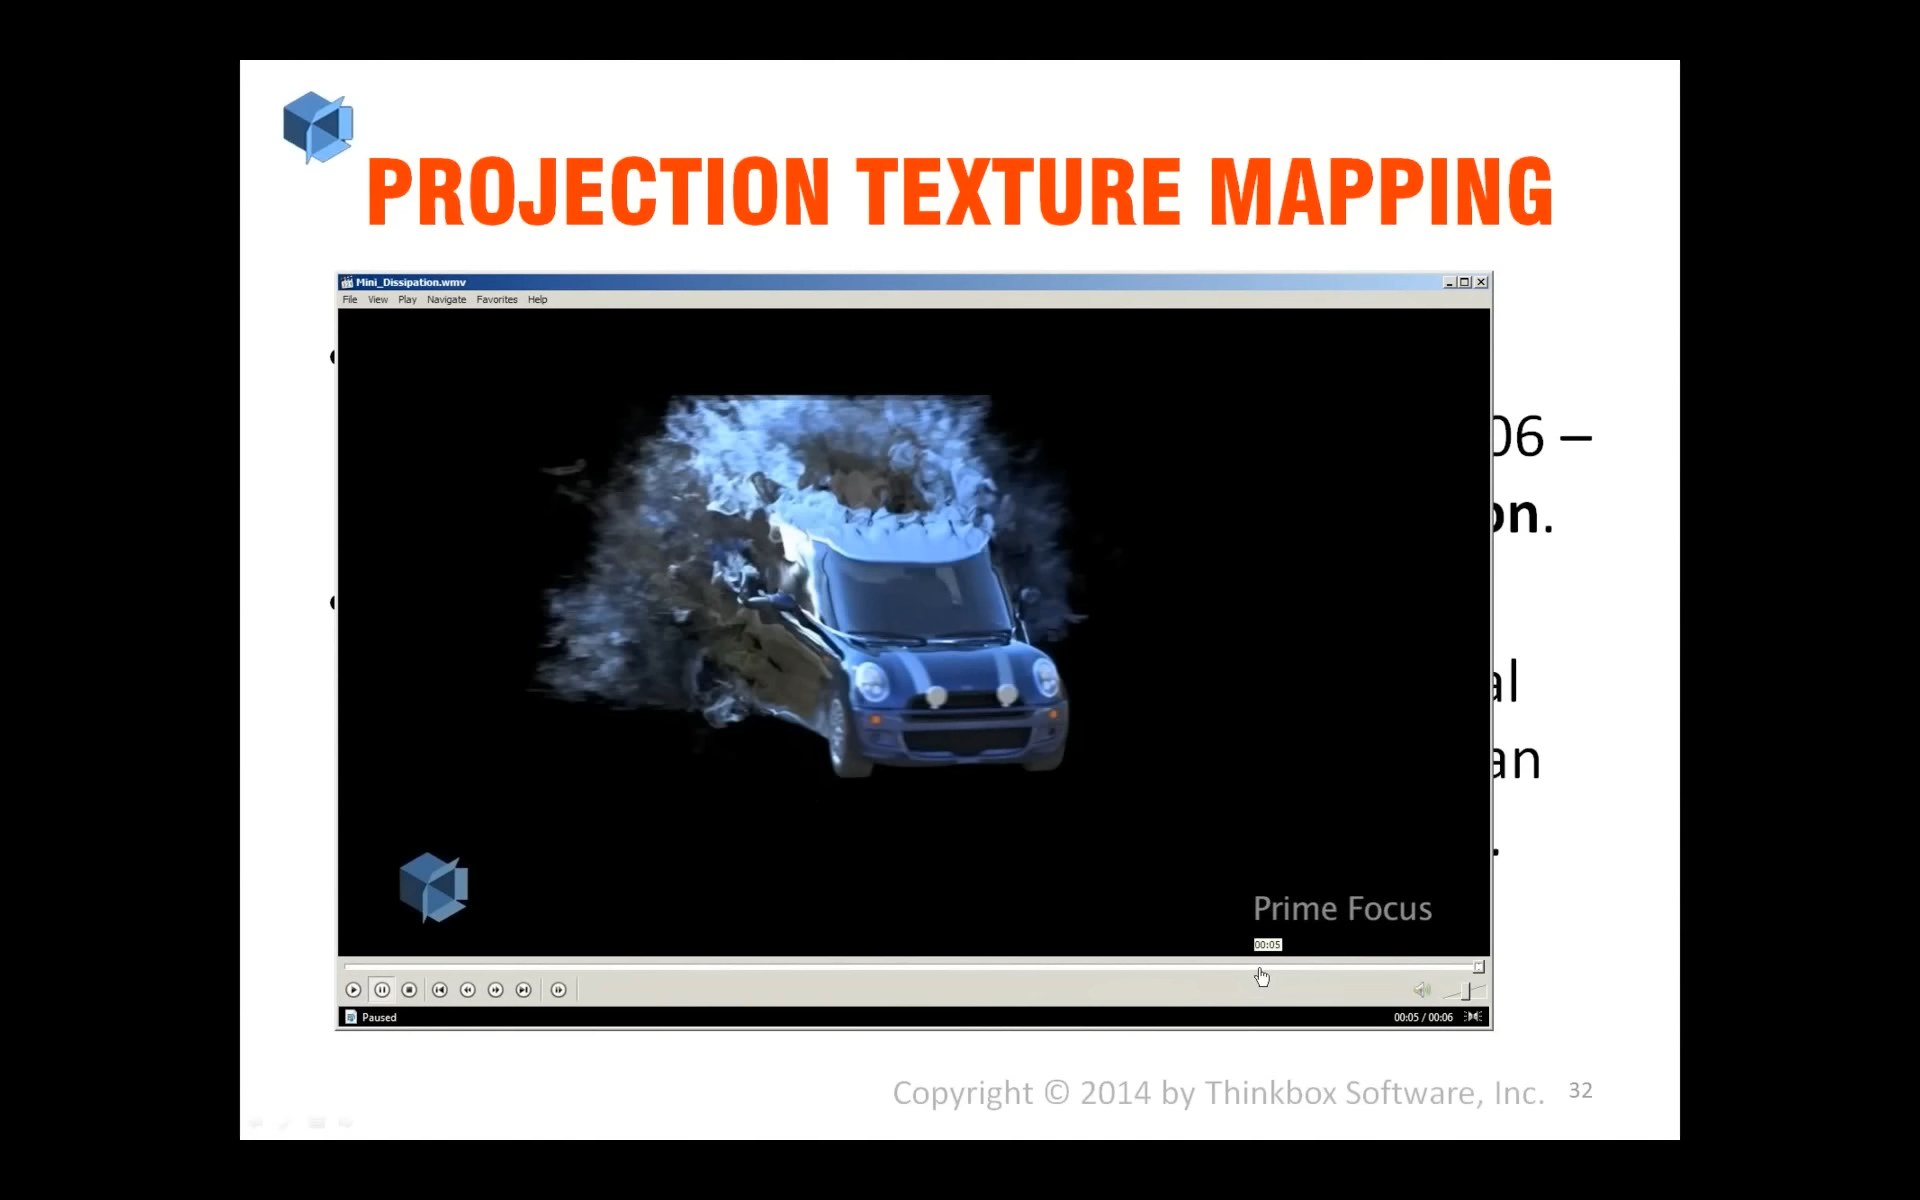 PROJECTION TEXTURE MAPPING
Mini_Dissipation.wmv
File View Play Navigate Favorites Help
06 –
on.
al
an
.
Prime Focus
00:05
Paused
00:05 / 00:06
Copyright © 2014 by Thinkbox Software, Inc. 32